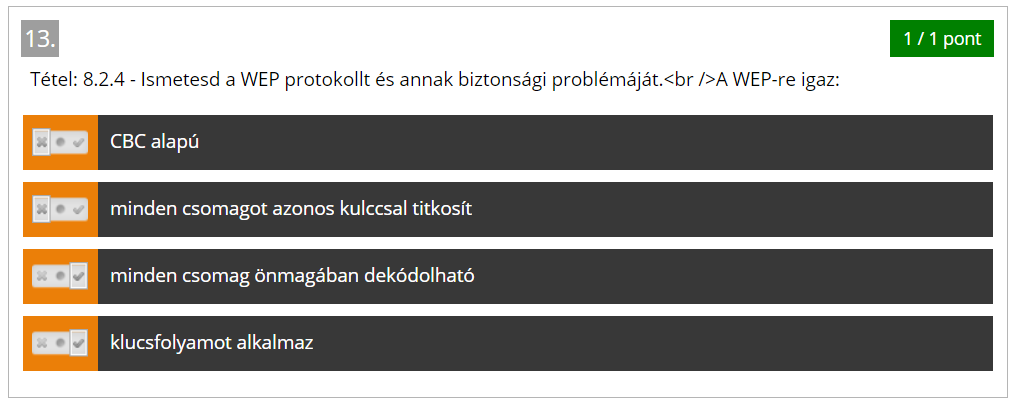 13.
1 / 1 pont
Tétel: 8.2.4 - Ismetesd a WEP protokollt és annak biztonsági problémáját.<br />A WEP-re igaz:
CBC alapú
minden csomagot azonos kulccsal titkosít
minden csomag önmagában dekódolható
klucsfolyamot alkalmaz